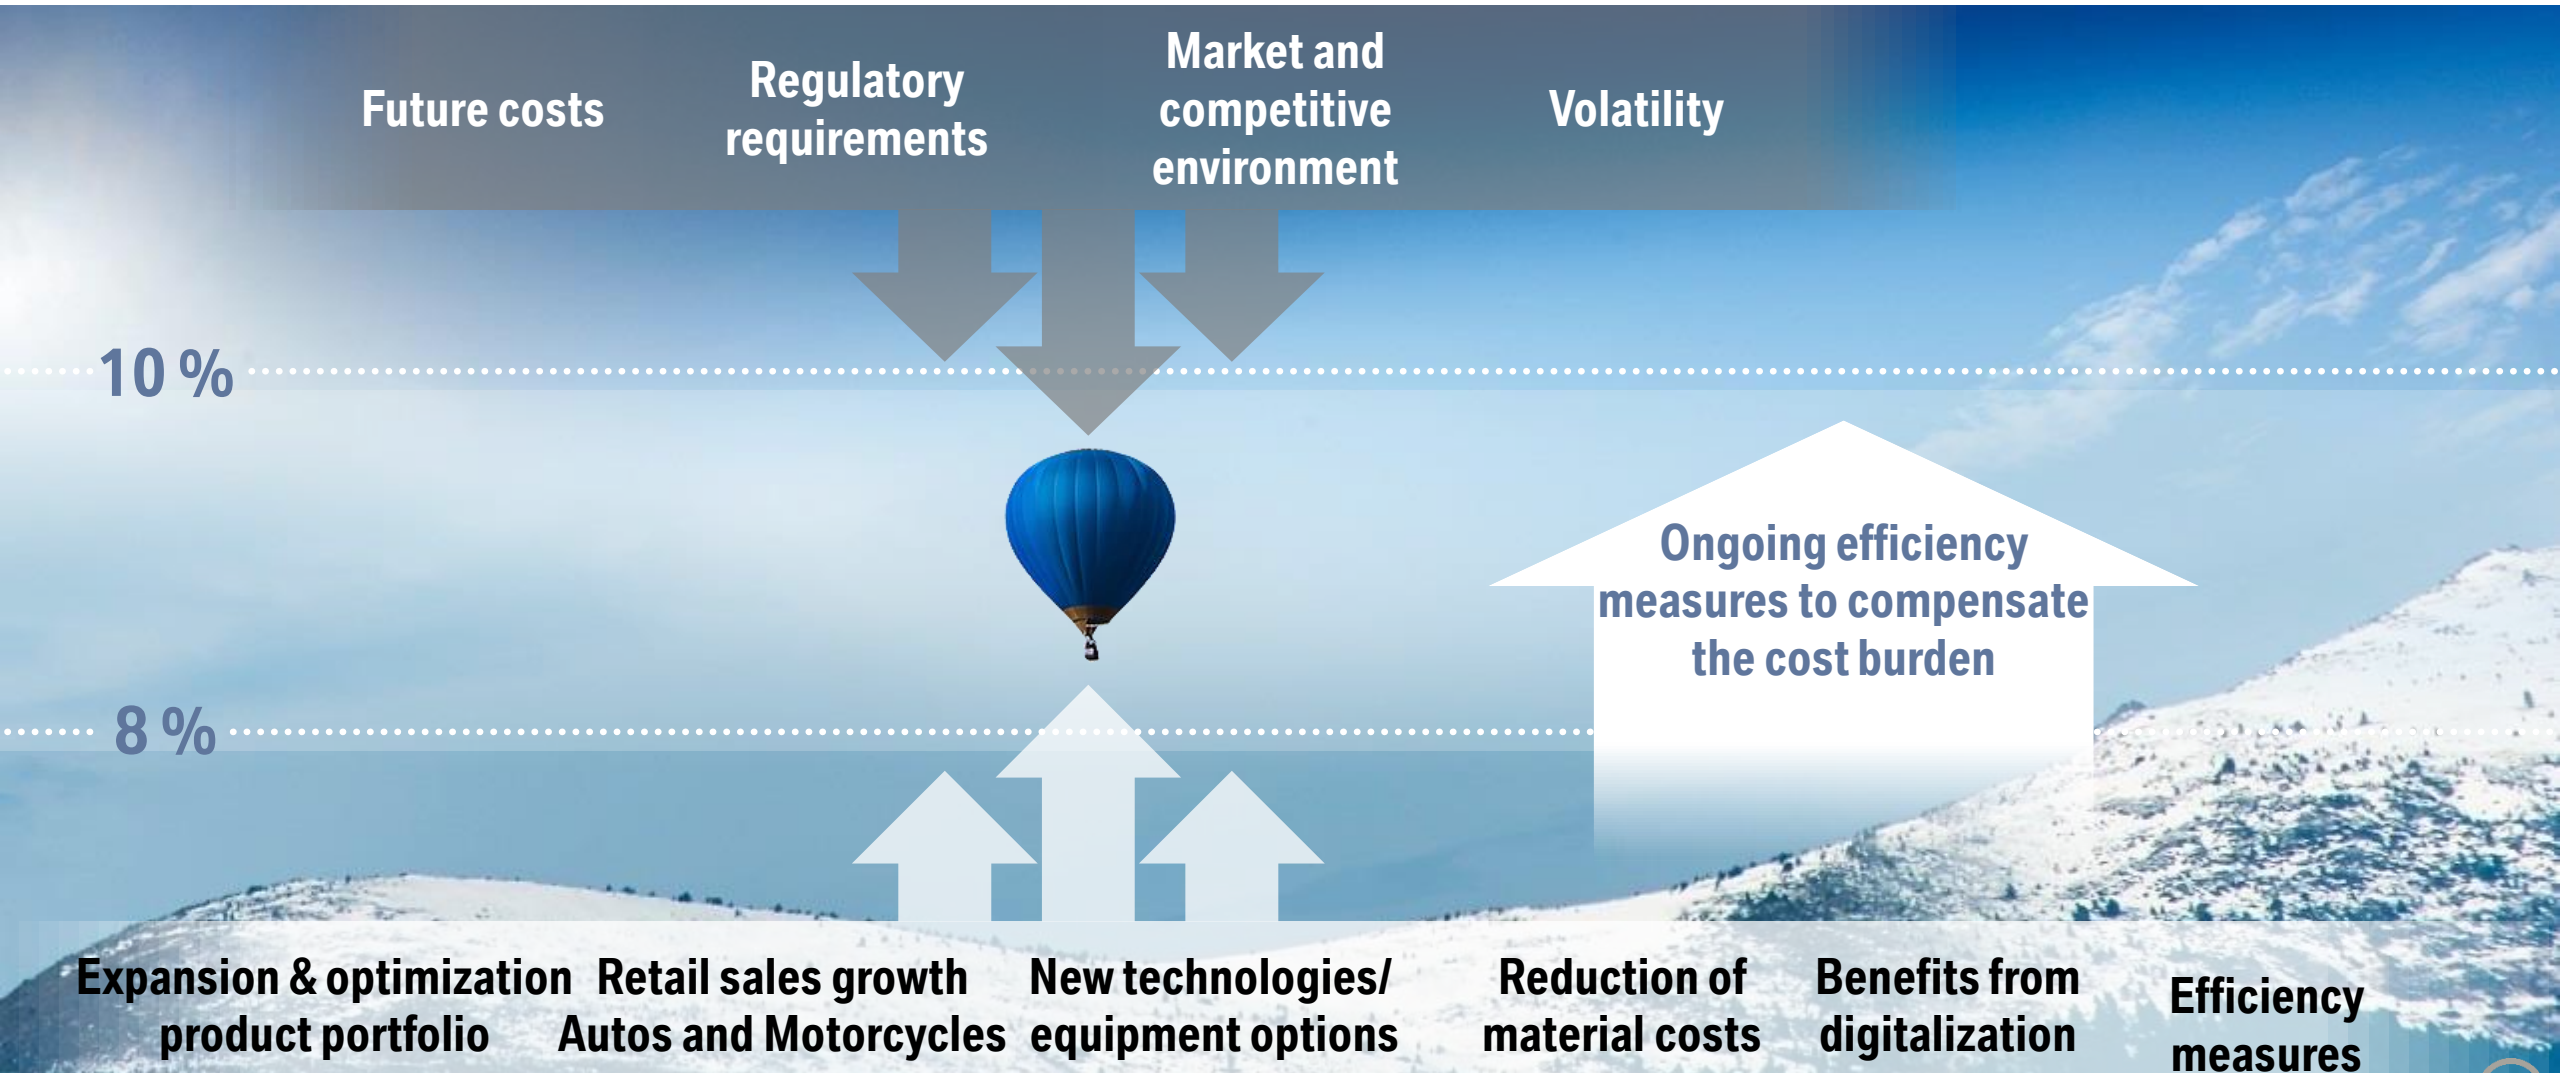 Future costs
Regulatory
requirements
Market and
competitive
environment
Volatility
10 %
Ongoing efficiency
measures to compensate
the cost burden
8 %
Expansion & optimization
product portfolio
Retail sales growth
Autos and Motorcycles
New technologies/
equipment options
Reduction of
material costs
Benefits from
digitalization
Efficiency
measures